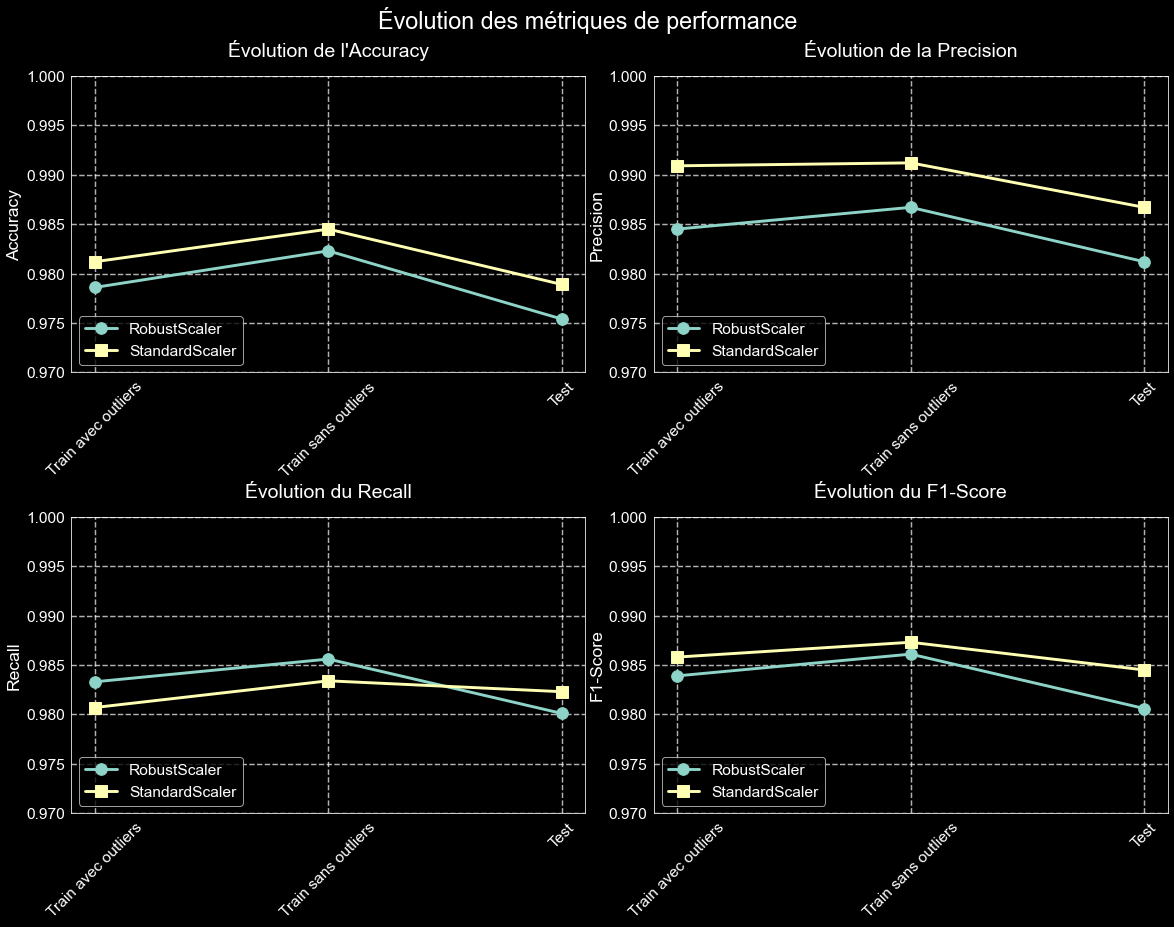 Évolution des métriques de performance
Évolution de l'Accuracy
1.000
0.995
0.990
0.985
0.980
0.975
0.970
Accuracy
RobustScaler
StandardScaler
Train avec outliers
Train sans outliers
Test
Évolution de la Precision
1.000
0.995
0.990
0.985
0.980
0.975
0.970
Precision
RobustScaler
StandardScaler
Train avec outliers
Train sans outliers
Test
Évolution du Recall
1.000
0.995
0.990
0.985
0.980
0.975
0.970
Recall
RobustScaler
StandardScaler
Train avec outliers
Train sans outliers
Test
Évolution du F1-Score
1.000
0.995
0.990
0.985
0.980
0.975
0.970
F1-Score
RobustScaler
StandardScaler
Train avec outliers
Train sans outliers
Test